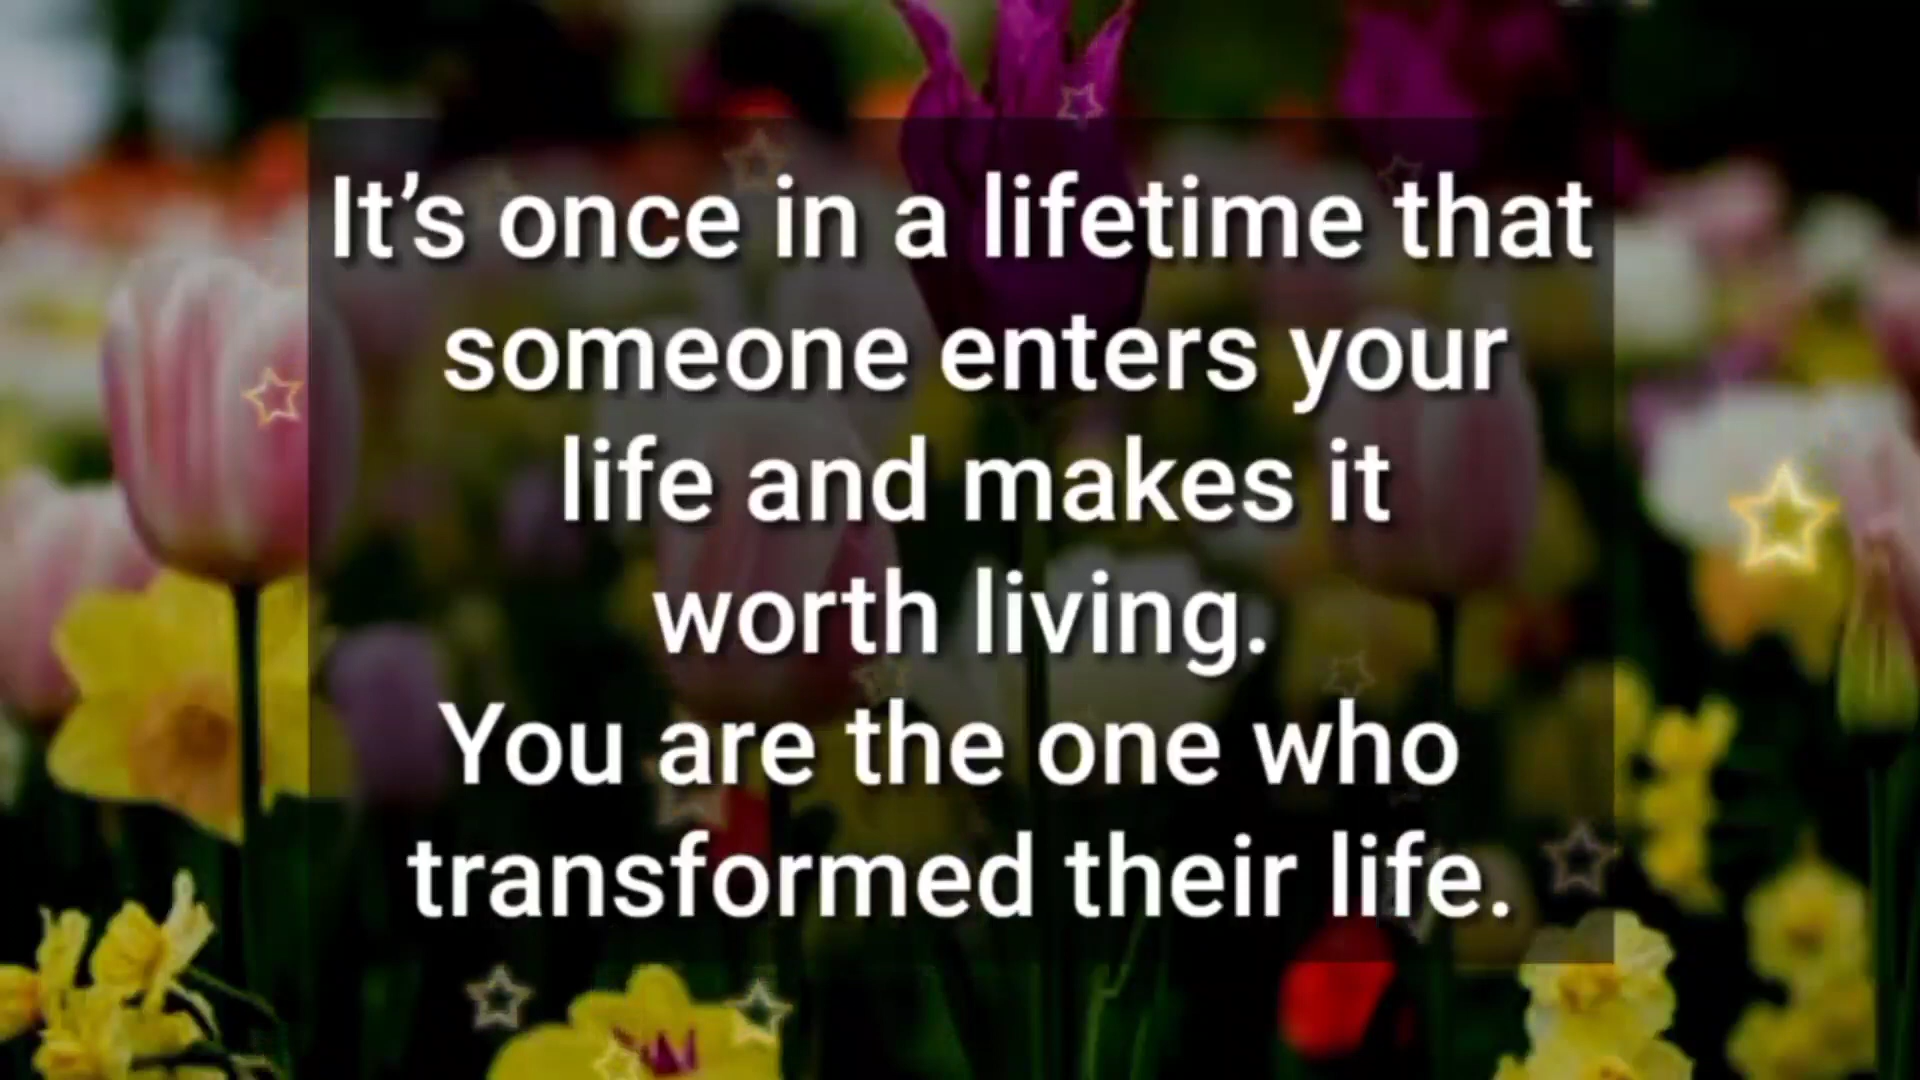 It’s once in a lifetime that
someone enters your
life and makes it
worth living.
You are the one who
transformed their life.